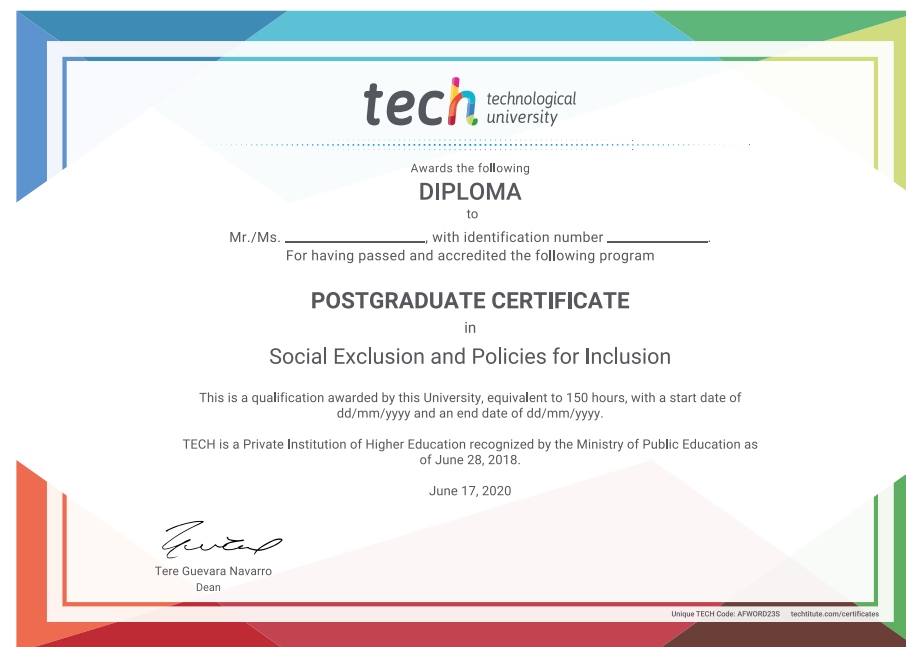 tech technological
university
Awards the following
DIPLOMA
to
Mr./Ms. ____________________, with identification number ______________.
For having passed and accredited the following program
POSTGRADUATE CERTIFICATE
in
Social Exclusion and Policies for Inclusion
This is a qualification awarded by this University, equivalent to 150 hours, with a start date of
dd/mm/yyyy and an end date of dd/mm/yyyy.
TECH is a Private Institution of Higher Education recognized by the Ministry of Public Education as
of June 28, 2018.
June 17, 2020
Tere Guevara Navarro
Dean
Unique TECH Code: AFWORD23S techtitute.com/certificates